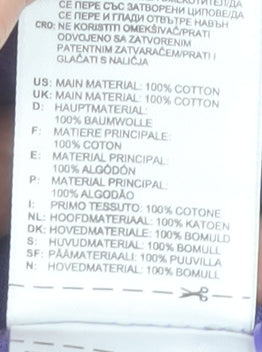 СЕ ПЕРЕ СЪС ЗАТВОРЕНИ ЦИПОВЕ/ДА
СЕ ПЕРЕ И ГЛАДИ ОТВЪТРЕ НАВЪН
CRO: NE KORISTITI OMEKŠIVAČ/PRATI
ODVOJENO SA ZATVORENIM
PATENTNIM ZATVARAČEM/PRATI I
GLAČATI S NALIČJA
US: MAIN MATERIAL: 100% COTTON
UK: MAIN MATERIAL: 100% COTTON
D: HAUPTMATERIAL:
100% BAUMWOLLE
F: MATIERE PRINCIPALE:
100% COTON
E: MATERIAL PRINCIPAL:
100% ALGÓDÓN
P: MATERIAL PRINCIPAL:
100% ALGODÃO
I: PRIMO TESSUTO: 100% COTONE
NL: HOOFDMATERIAAL: 100% KATOEN
DK: HOVEDMATERIALE: 100% BOMULD
S: HUVUDMATERIAL: 100% BOMULL
SF: PÄÄMATERIAALI: 100% PUUVILLA
N: HOVEDMATERIAL: 100% BOMULL